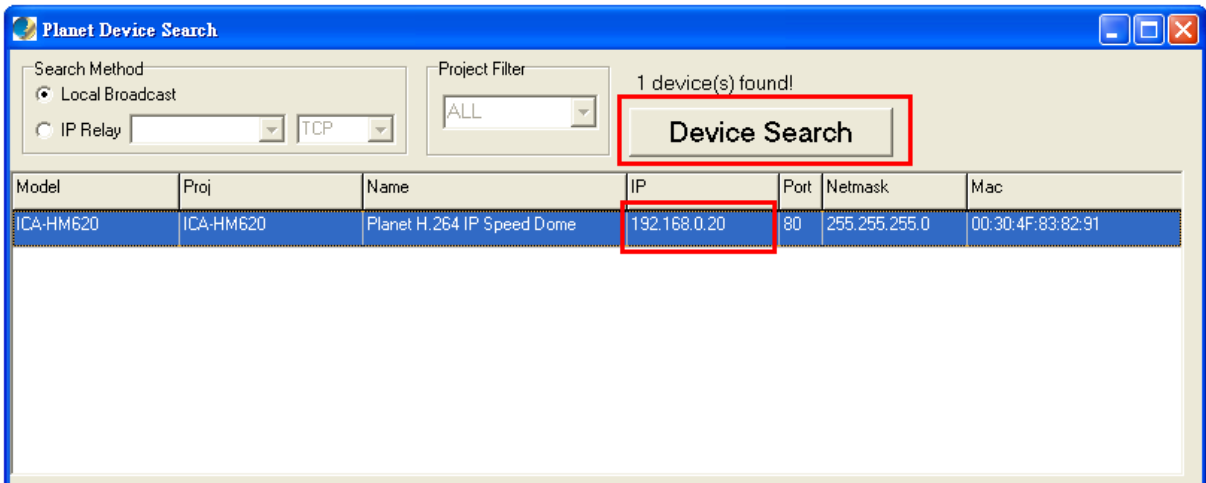 Planet Device Search
Search Method
Local Broadcast
IP Relay TCP
Project Filter
ALL
1 device(s) found!
Device Search
Model Proj Name IP Port Netmask Mac
ICA-HM620 ICA-HM620 Planet H.264 IP Speed Dome 192.168.0.20 80 255.255.255.0 00:30:4F:83:82:91